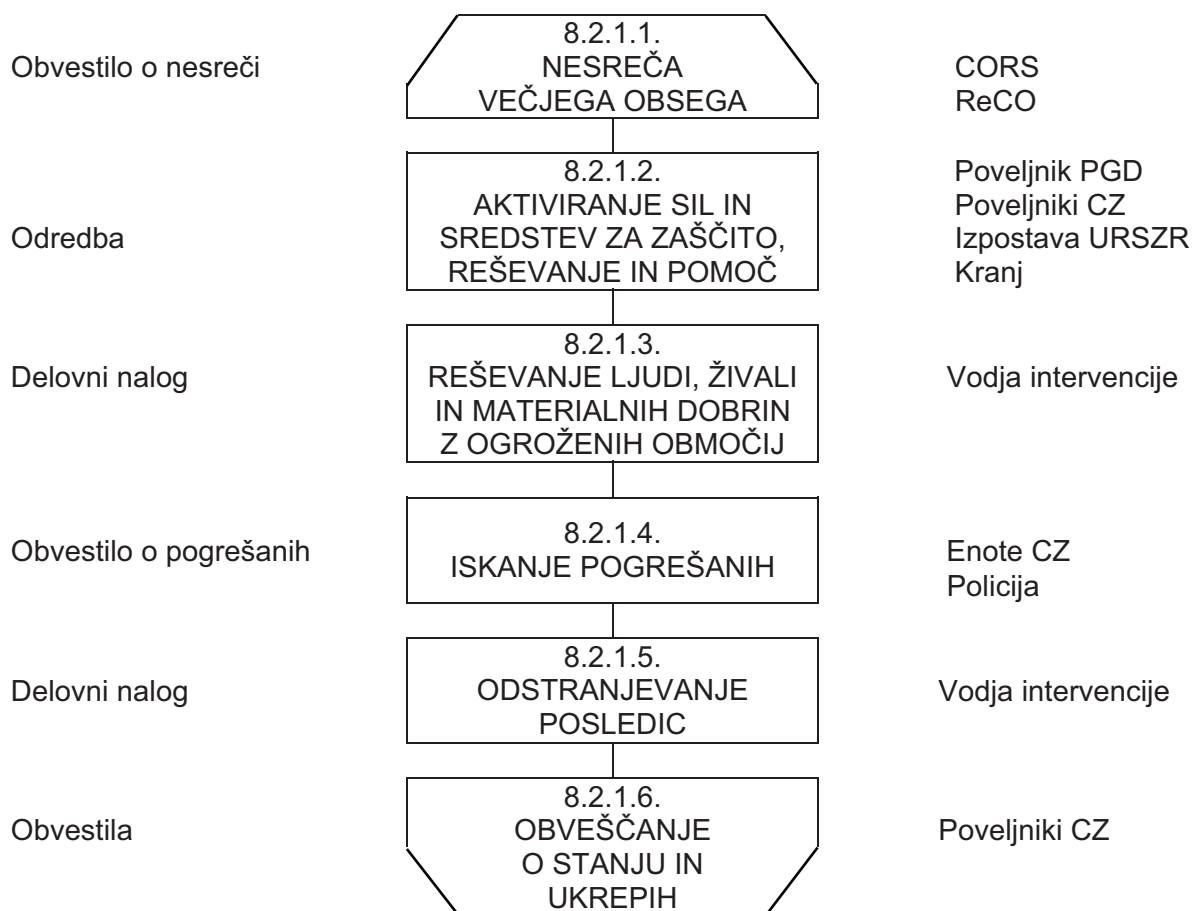 Obvestilo o nesreči
8.2.1.1.
NESREČA
VEČJEGA OBSEGA
CORS
ReCO
Odredba
8.2.1.2.
AKTIVIRANJE SIL IN
SREDSTEV ZA ZAŠČITO,
REŠEVANJE IN POMOČ
Poveljnik PGD
Poveljniki CZ
Izpostava URSZR
Kranj
Delovni nalog
8.2.1.3.
REŠEVANJE LJUDI, ŽIVALI
IN MATERIALNIH DOBRIN
Z OGROŽENIH OBMOČIJ
Vodja intervencije
Obvestilo o pogrešanih
8.2.1.4.
ISKANJE POGREŠANIH
Enote CZ
Policija
Delovni nalog
8.2.1.5.
ODSTRANJEVANJE
POSLEDIC
Vodja intervencije
Obvestila
8.2.1.6.
OBVEŠČANJE
O STANJU IN
UKREPIH
Poveljniki CZ